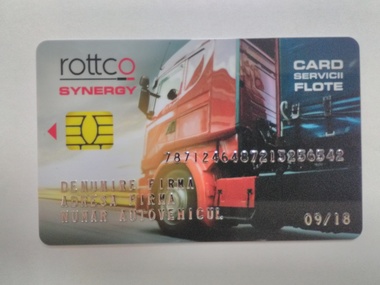 rottco
SYNERGY
CARD
SERVICII
FLOTE
DENUMIRE FIRMA
ADRESA FIRMA
NUMAR AUTOVEHICUL
09/18